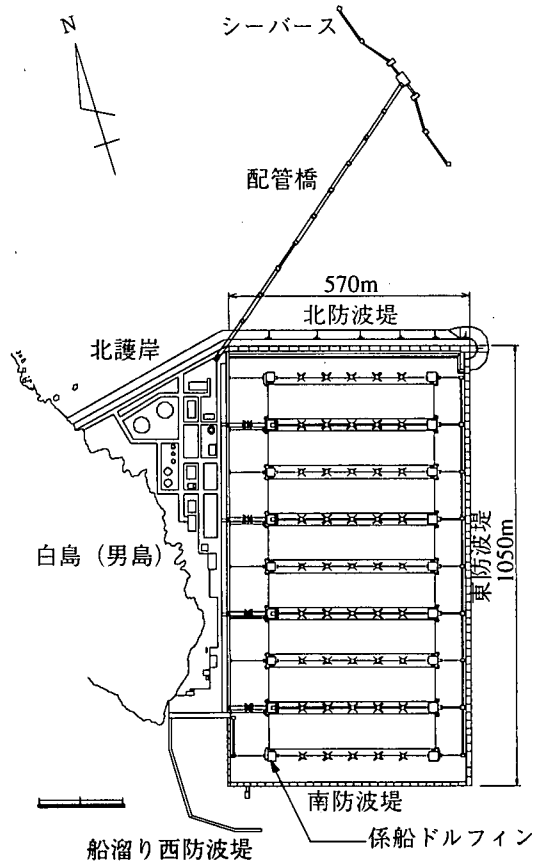 シーバース
N
配管橋
570m
北防波堤
北護岸
白島（男島）
東防波堤
1050m
南防波堤
係船ドルフィン
船溜り西防波堤